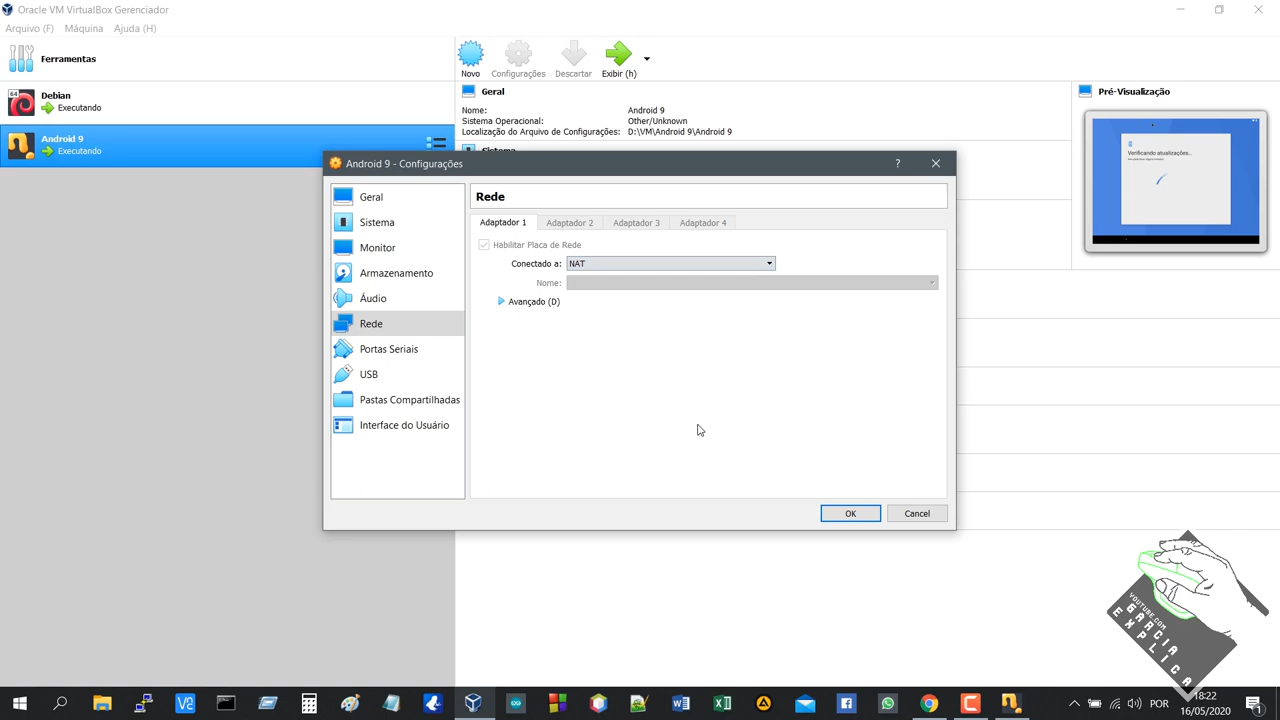 Oracle VM VirtualBox Gerenciador
Arquivo (F) Máquina Ajuda (H)
Ferramentas
Novo Configurações Descartar Exibir (h)
64
Debian
Executando
Android 9
Executando
Geral
Nome: Android 9
Sistema Operacional: Other/Unknown
Localização do Arquivo de Configurações: D:\VM\Android 9\Android 9
Sistema
Pré-Visualização
Verificando atualizações...
Android 9 - Configurações
?
Geral
Sistema
Monitor
Armazenamento
Áudio
Rede
Portas Seriais
USB
Pastas Compartilhadas
Interface do Usuário
Rede
Adaptador 1 Adaptador 2 Adaptador 3 Adaptador 4
Habilitar Placa de Rede
Conectado a: NAT
Nome:
Avançado (D)
OK Cancel
YOUTUBE.COM
GARCIA
EXPLICA
POR
18:22
16/05/2020